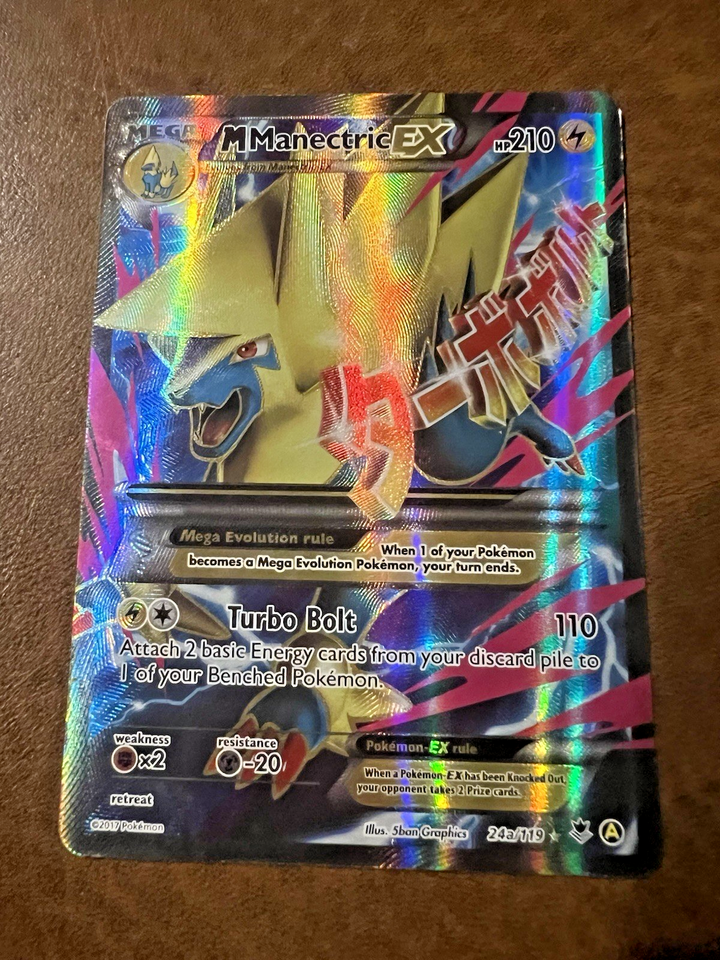 MEGA
M Manectric EX
HP210
ターボボルト
Mega Evolution rule
When 1 of your Pokémon
becomes a Mega Evolution Pokémon, your turn ends.
Turbo Bolt 110
Attach 2 basic Energy cards from your discard pile to
1 of your Benched Pokémon.
weakness
×2
resistance
-20
retreat
Pokémon-EX rule
When a Pokémon-EX has been Knocked Out,
your opponent takes 2 Prize cards.
©2017 Pokémon
Illus. 5ban Graphics
24a/119
A